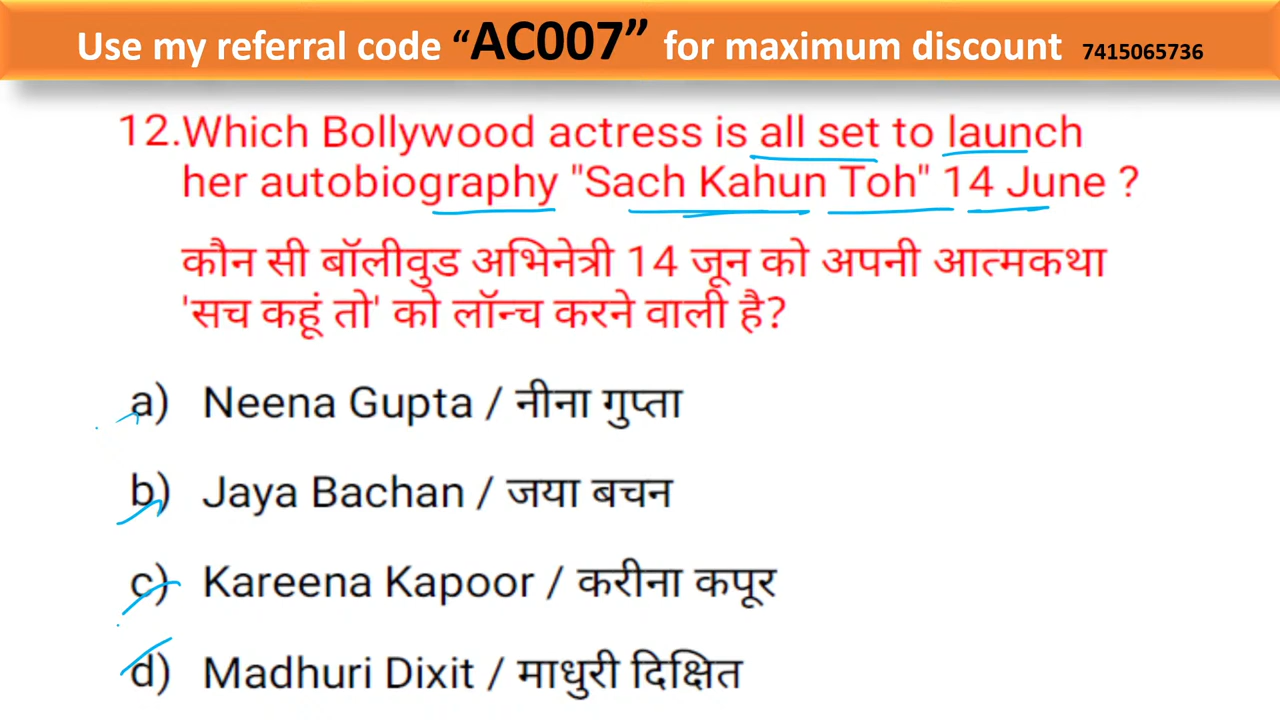 Use my referral code “AC007” for maximum discount 7415065736
12.Which Bollywood actress is all set to launch
her autobiography "Sach Kahun Toh" 14 June ?
कौन सी बॉलीवुड अभिनेत्री 14 जून को अपनी आत्मकथा
'सच कहूं तो' को लॉन्च करने वाली है?
a) Neena Gupta / नीना गुप्ता
b) Jaya Bachan / जया बचन
c) Kareena Kapoor / करीना कपूर
d) Madhuri Dixit / माधुरी दिक्षित